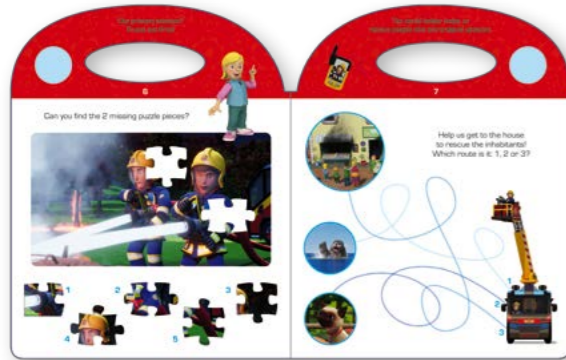 6
Can you find the 2 missing puzzle pieces?
1
2
3
4
5
7
Help us get to the house
to rescue the inhabitants!
Which route is it: 1, 2 or 3?
1
2
3